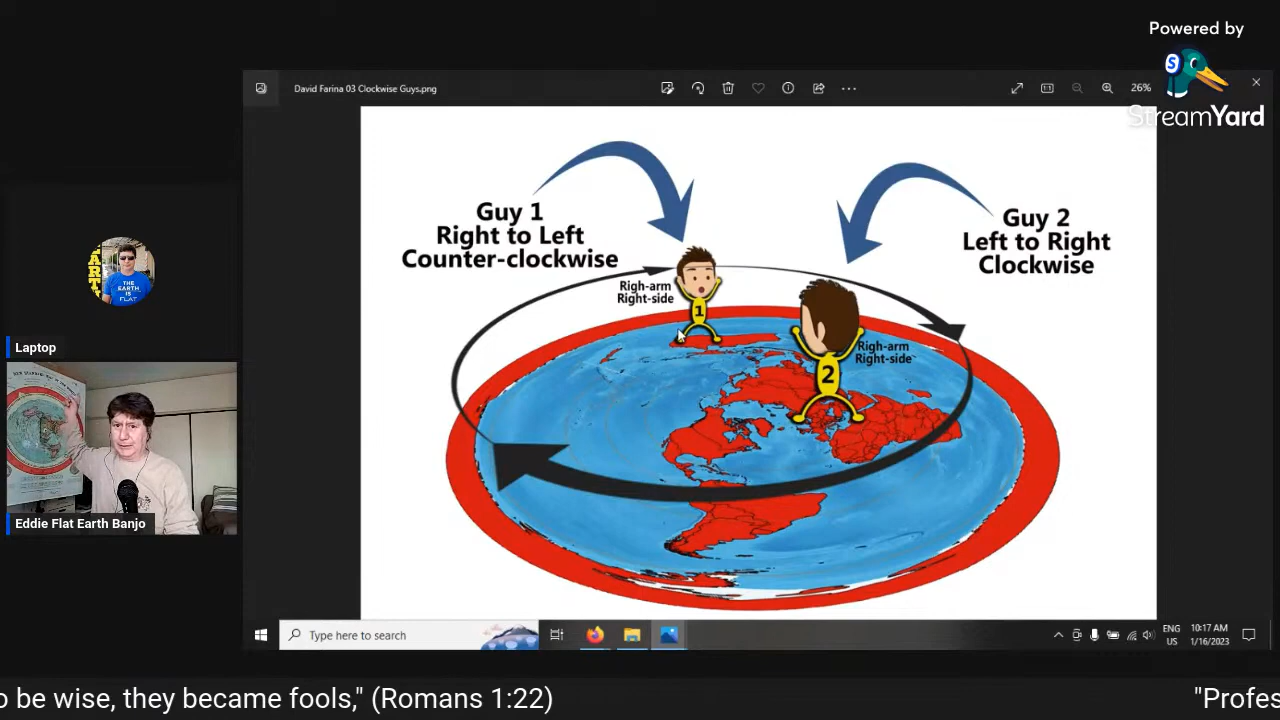 Powered by
StreamYard
David Farina 03 Clockwise Guys.png
26%
Guy 1
Right to Left
Counter-clockwise
Guy 2
Left to Right
Clockwise
Righ-arm
Right-side
1
Righ-arm
Right-side
2
THE
EARTH
IS
FLAT
Laptop
Eddie Flat Earth Banjo
Type here to search
ENG
US
10:17 AM
1/16/2023
o be wise, they became fools," (Romans 1:22)
"Profes